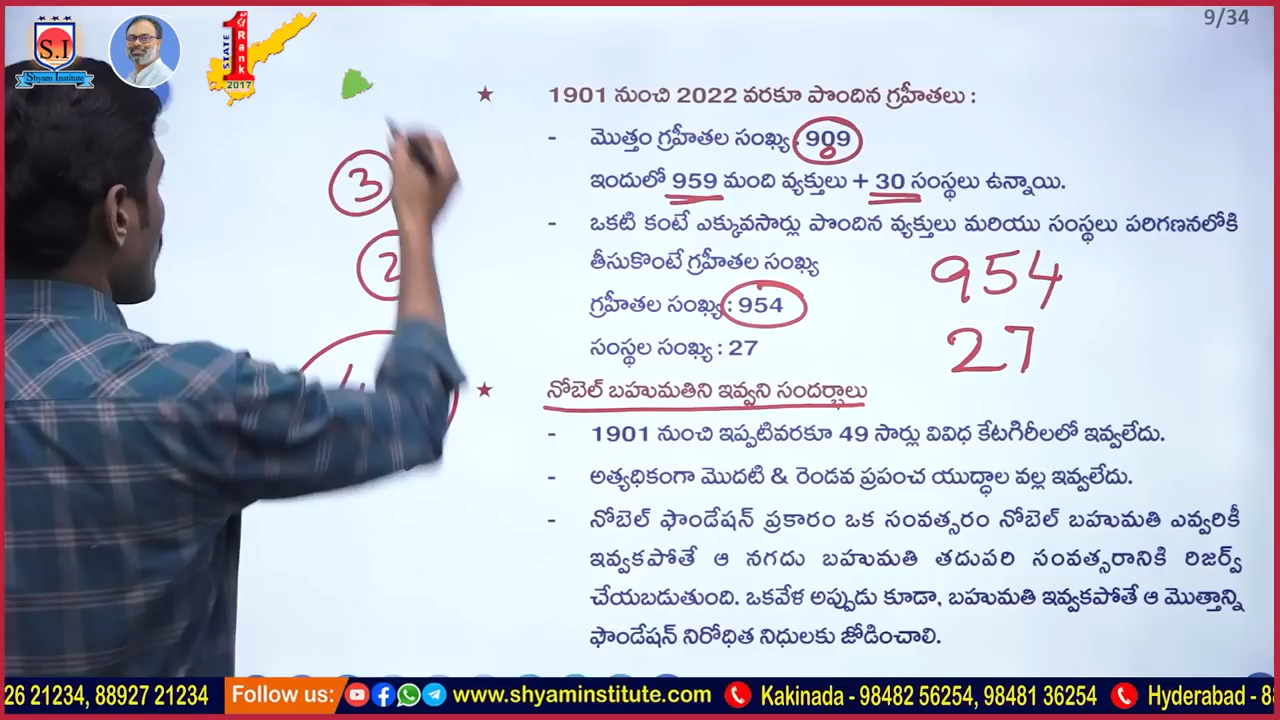 9/34
S.I
Shyam Institute
STATE
1
Rank
2017
★ 1901 నుంచి 2022 వరకూ పొందిన గ్రహీతలు :
- మొత్తం గ్రహీతల సంఖ్య : 909
ఇందులో 959 మంది వ్యక్తులు + 30 సంస్థలు ఉన్నాయి.
- ఒకటి కంటే ఎక్కువసార్లు పొందిన వ్యక్తులు మరియు సంస్థలు పరిగణనలోకి
తీసుకొంటే గ్రహీతల సంఖ్య
గ్రహీతల సంఖ్య : 954
సంస్థల సంఖ్య : 27
954
27
3
2
★ నోబెల్ బహుమతిని ఇవ్వని సందర్భాలు
- 1901 నుంచి ఇప్పటివరకూ 49 సార్లు వివిధ కేటగిరీలలో ఇవ్వలేదు.
- అత్యధికంగా మొదటి & రెండవ ప్రపంచ యుద్ధాల వల్ల ఇవ్వలేదు.
- నోబెల్ ఫౌండేషన్ ప్రకారం ఒక సంవత్సరం నోబెల్ బహుమతి ఎవ్వరికీ
ఇవ్వకపోతే ఆ నగదు బహుమతి తదుపరి సంవత్సరానికి రిజర్వ్
చేయబడుతుంది. ఒకవేళ అప్పుడు కూడా, బహుమతి ఇవ్వకపోతే ఆ మొత్తాన్ని
ఫౌండేషన్ నిరోధిత నిధులకు జోడించాలి.
26 21234, 88927 21234 Follow us: www.shyaminstitute.com Kakinada - 98482 56254, 98481 36254 Hyderabad - 8